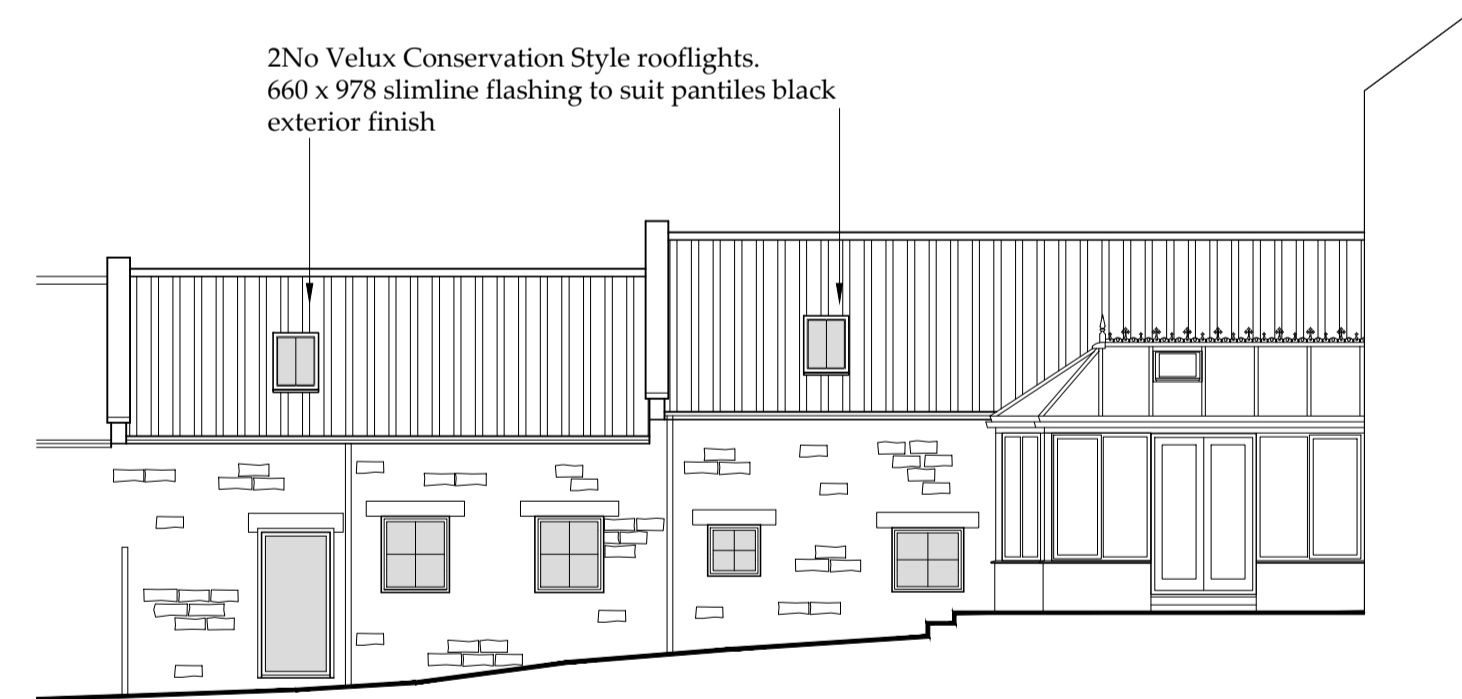 2No Velux Conservation Style rooflights.
660 x 978 slimline flashing to suit pantiles black
exterior finish